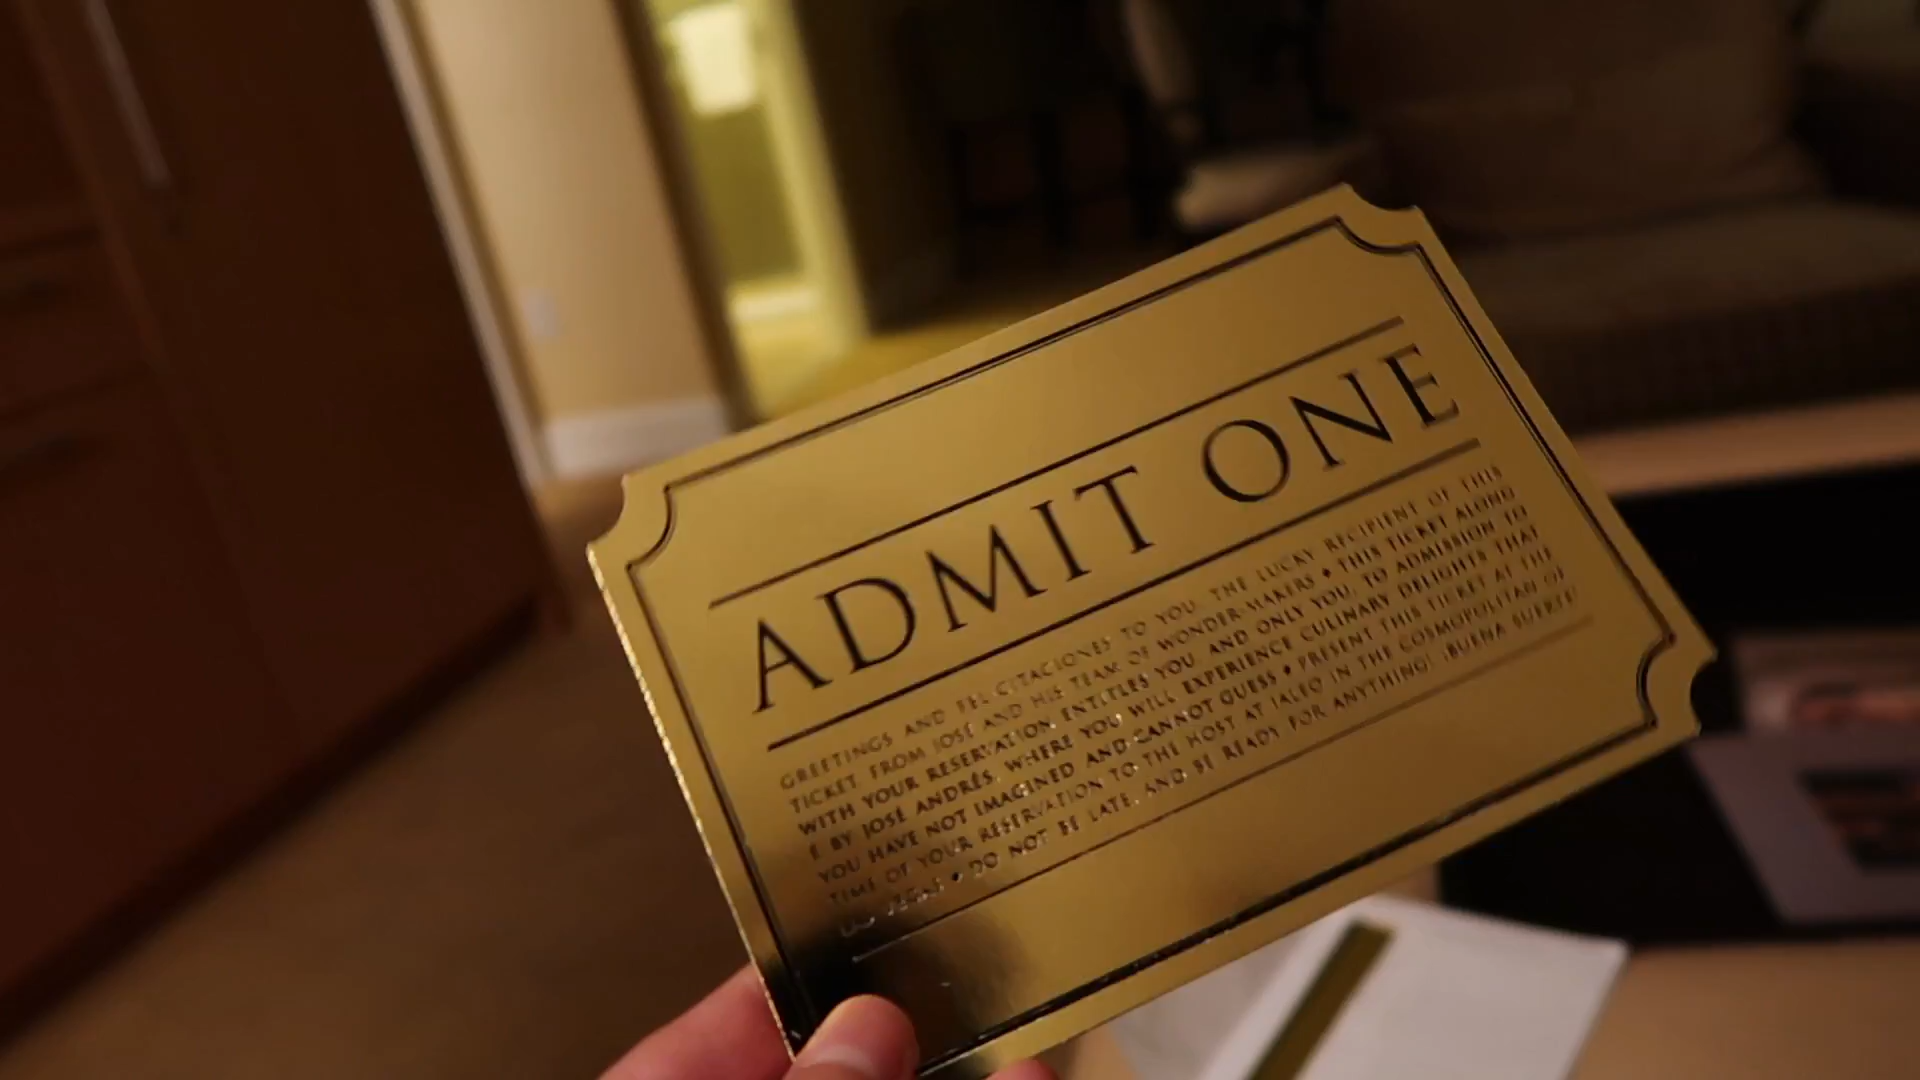 ADMIT ONE
GREETINGS AND FELICITACIONES TO YOU, THE LUCKY RECIPIENT OF THIS
TICKET FROM JOSÉ AND HIS TEAM OF WONDER-MAKERS • THIS TICKET ALONG
WITH YOUR RESERVATION, ENTITLES YOU, AND ONLY YOU, TO ADMISSION TO
É BY JOSÉ ANDRÉS, WHERE YOU WILL EXPERIENCE CULINARY DELIGHTS THAT
YOU HAVE NOT IMAGINED AND CANNOT GUESS • PRESENT THIS TICKET AT THE
TIME OF YOUR RESERVATION TO THE HOST AT JALEO IN THE COSMOPOLITAN OF
LAS VEGAS • DO NOT BE LATE, AND BE READY FOR ANYTHING! ¡BUENA SUERTE!